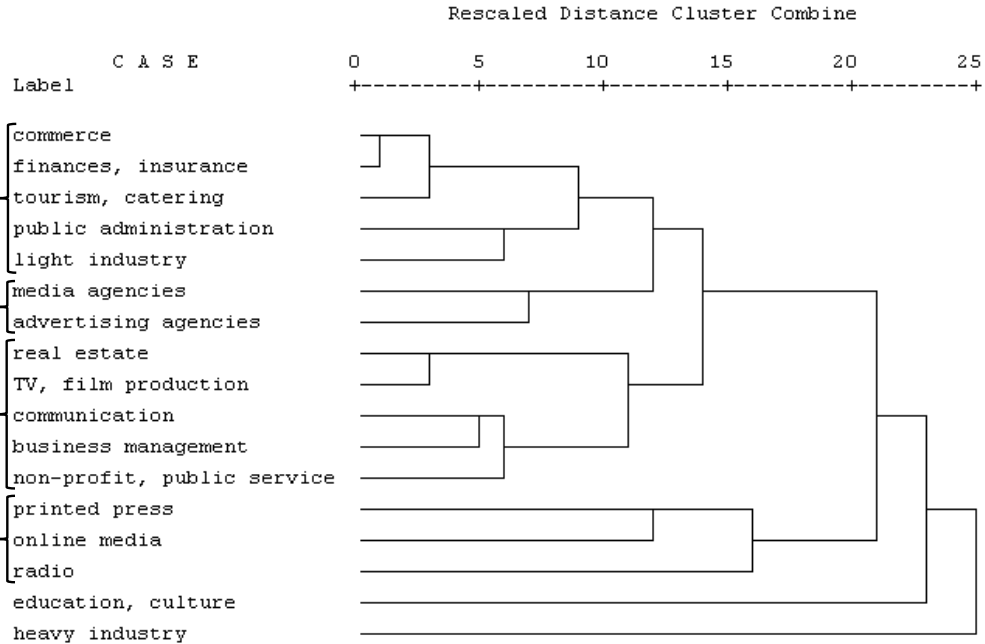 Rescaled Distance Cluster Combine
C A S E 0 5 10 15 20 25
Label +---------+---------+---------+---------+---------+
commerce
finances, insurance
tourism, catering
public administration
light industry
media agencies
advertising agencies
real estate
TV, film production
communication
business management
non-profit, public service
printed press
online media
radio
education, culture
heavy industry